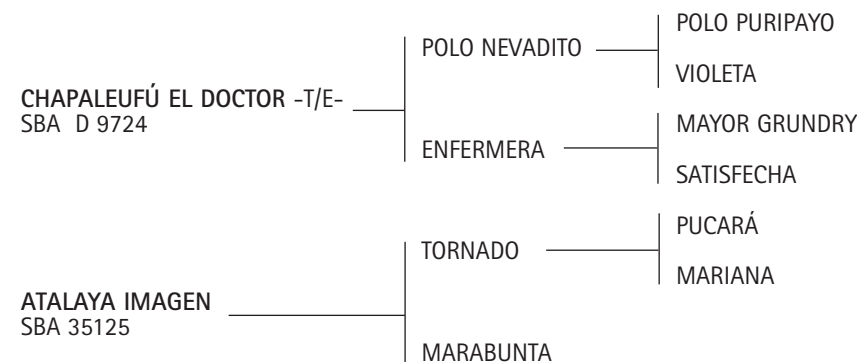 POLO PURIPAYO
POLO NEVADITO
VIOLETA
CHAPALEUFÚ EL DOCTOR -T/E-
SBA D 9724
MAYOR GRUNDRY
ENFERMERA
SATISFECHA
PUCARÁ
TORNADO
MARIANA
ATALAYA IMAGEN
SBA 35125
MARABUNTA